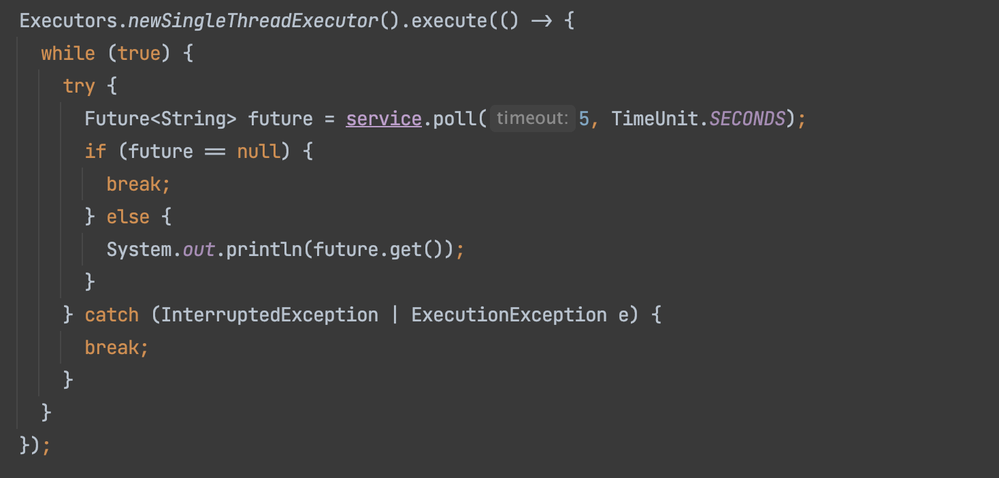 Executors.newSingleThreadExecutor().execute(() -> {
  while (true) {
    try {
      Future<String> future = service.poll( timeout: 5, TimeUnit.SECONDS);
      if (future == null) {
        break;
      } else {
        System.out.println(future.get());
      }
    } catch (InterruptedException | ExecutionException e) {
      break;
    }
  }
});